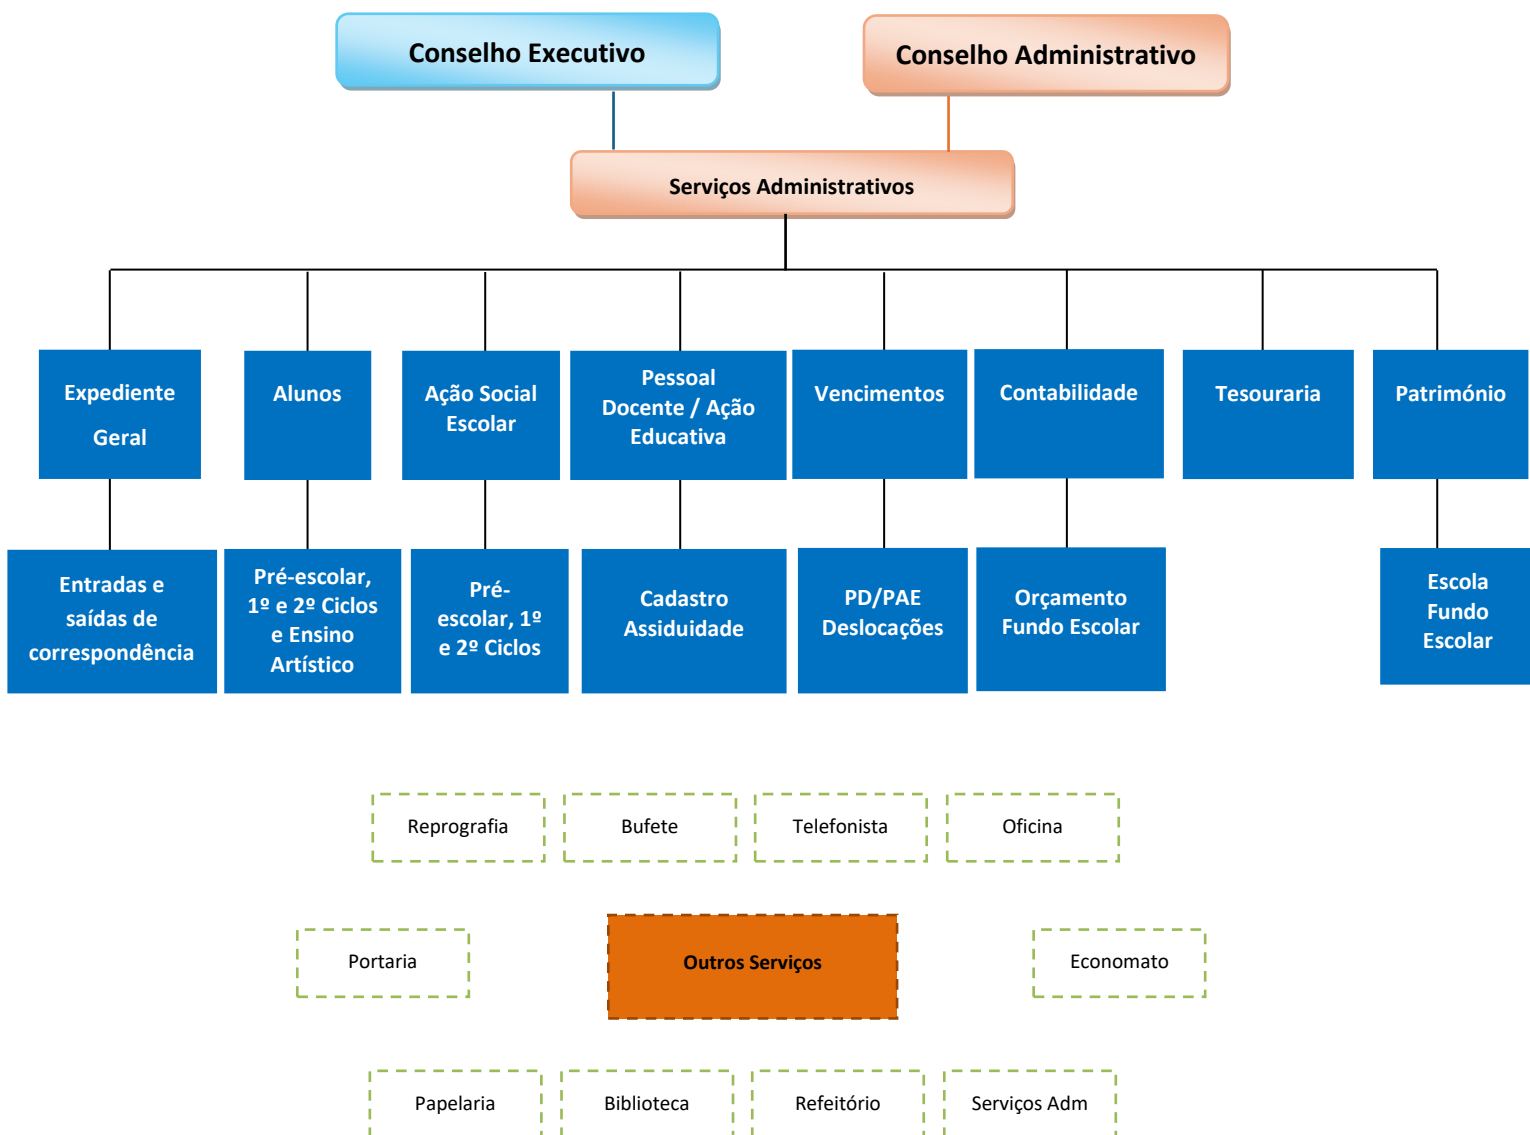 Conselho Executivo
Conselho Administrativo
Serviços Administrativos
Expediente
Geral
Alunos
Ação Social
Escolar
Pessoal
Docente / Ação
Educativa
Vencimentos
Contabilidade
Tesouraria
Património
Entradas e
saídas de
correspondência
Pré-escolar,
1º e 2º Ciclos
e Ensino
Artístico
Pré-
escolar, 1º
e 2º Ciclos
Cadastro
Assiduidade
PD/PAE
Deslocações
Orçamento
Fundo Escolar
Escola
Fundo
Escolar
Reprografia
Bufete
Telefonista
Oficina
Portaria
Outros Serviços
Economato
Papelaria
Biblioteca
Refeitório
Serviços Adm